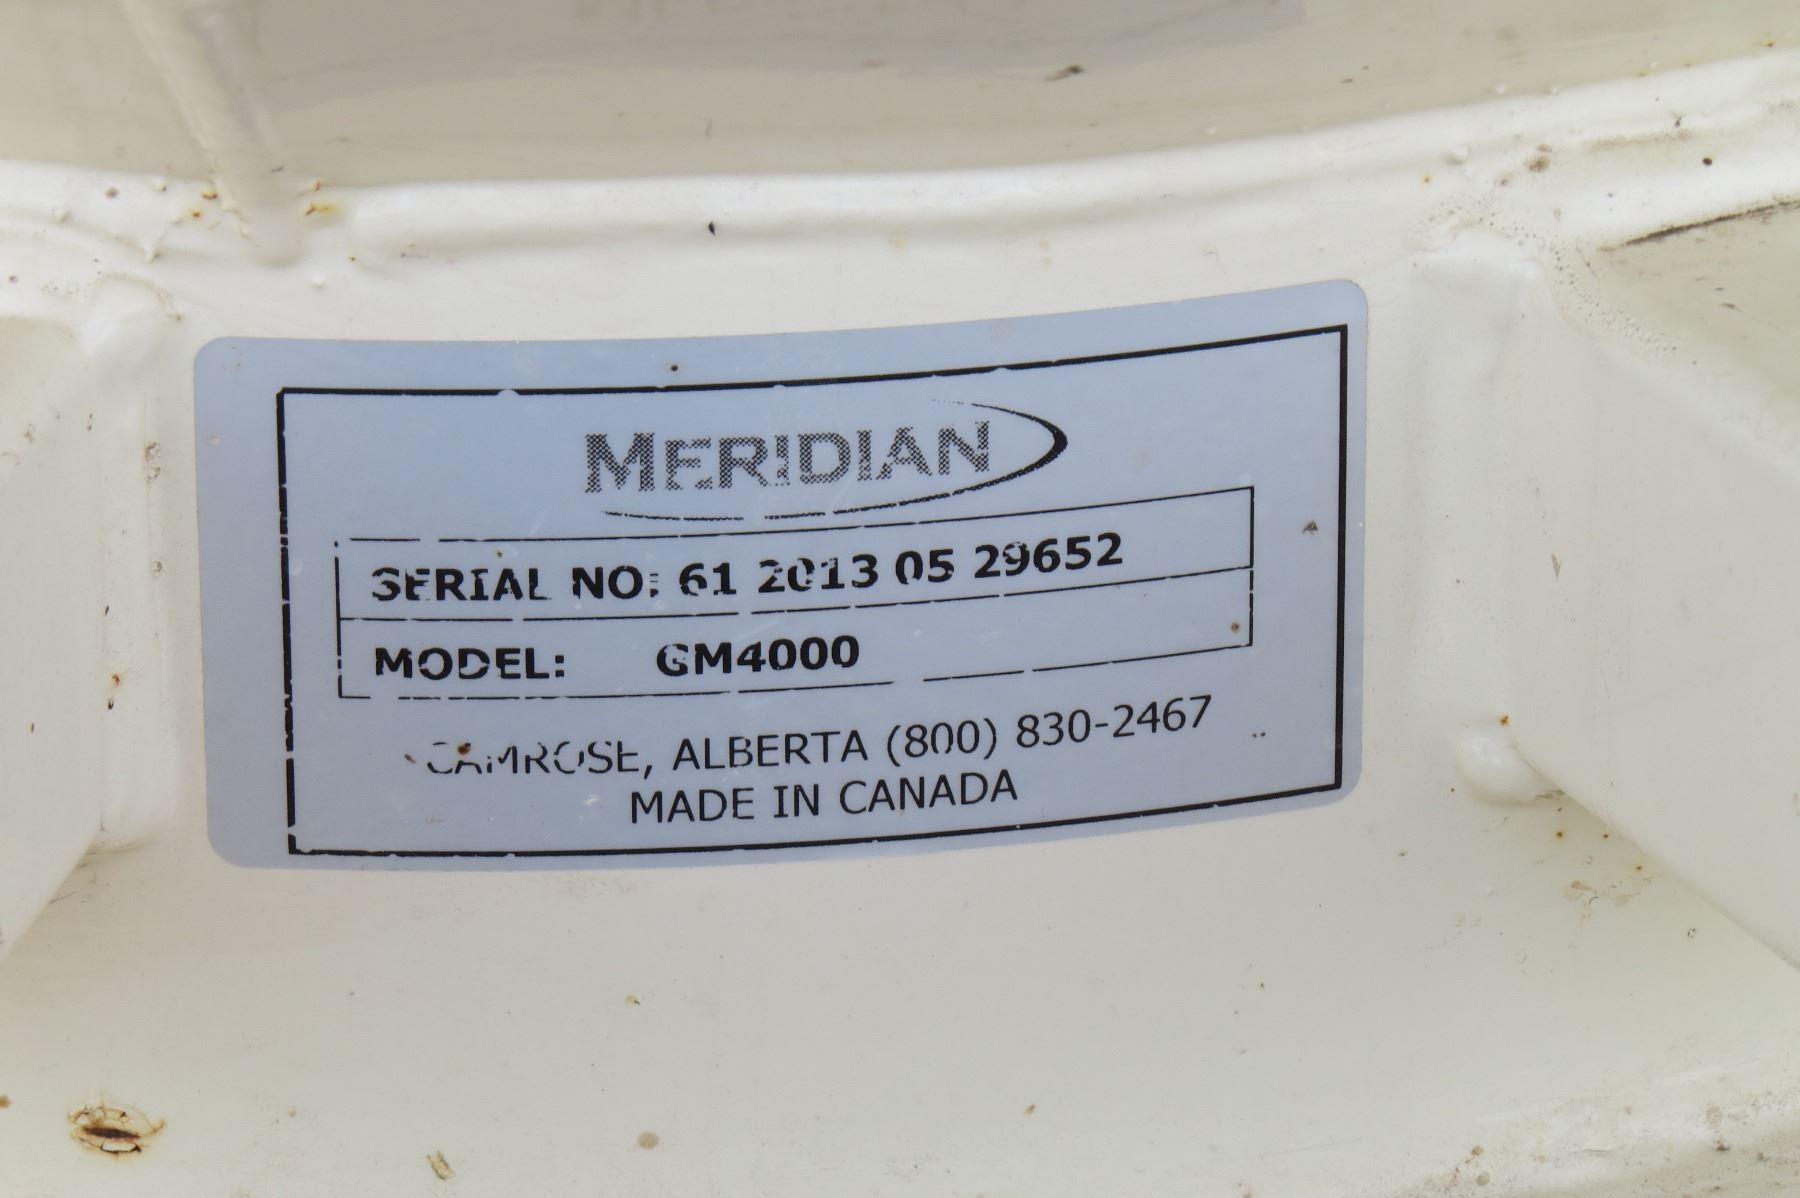 MERIDIAN
SERIAL NO: 61 2013 05 29652
MODEL: GM4000
CAMROSE, ALBERTA (800) 830-2467
MADE IN CANADA